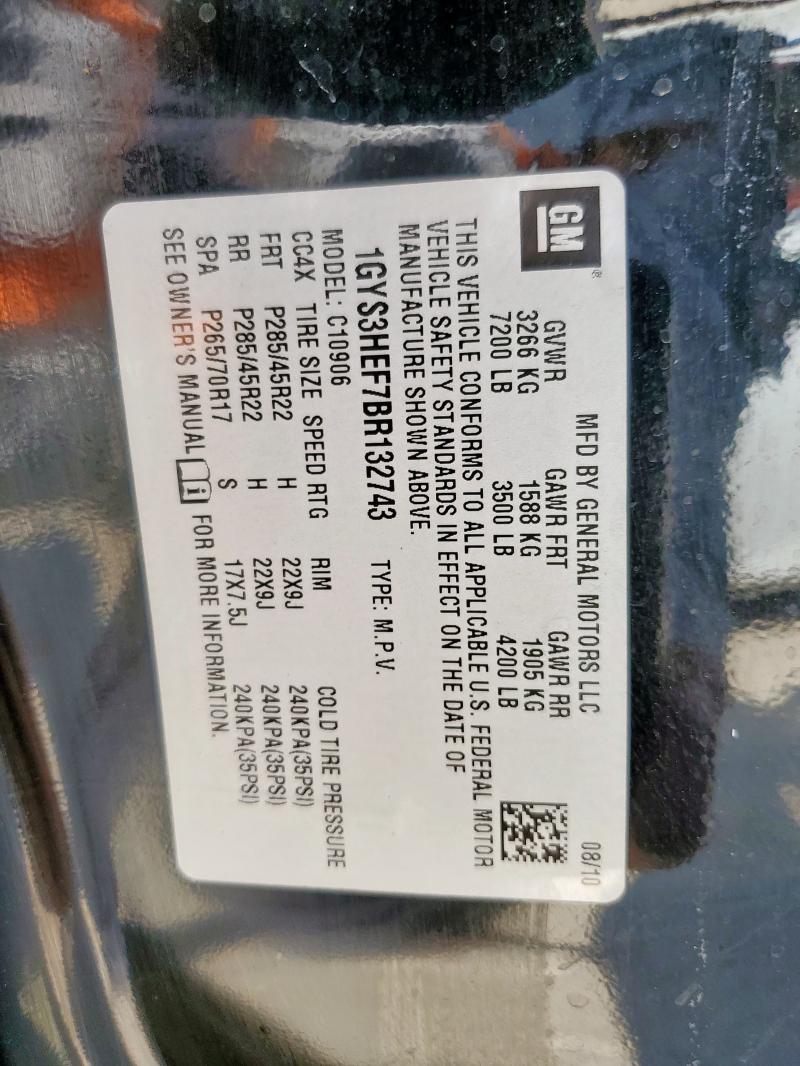 GM ®
MFD BY GENERAL MOTORS LLC 08/10
GVWR GAWR FRT GAWR RR
3266 KG 1588 KG 1905 KG
7200 LB 3500 LB 4200 LB
THIS VEHICLE CONFORMS TO ALL APPLICABLE U.S. FEDERAL MOTOR
VEHICLE SAFETY STANDARDS IN EFFECT ON THE DATE OF
MANUFACTURE SHOWN ABOVE.
1GYS3HEF7BR132743 TYPE: M.P.V.
MODEL: C10906
CC4X TIRE SIZE SPEED RTG RIM COLD TIRE PRESSURE
FRT P285/45R22 H 22X9J 240KPA(35PSI)
RR P285/45R22 H 22X9J 240KPA(35PSI)
SPA P265/70R17 S 17X7.5J 240KPA(35PSI)
SEE OWNER'S MANUAL i FOR MORE INFORMATION.